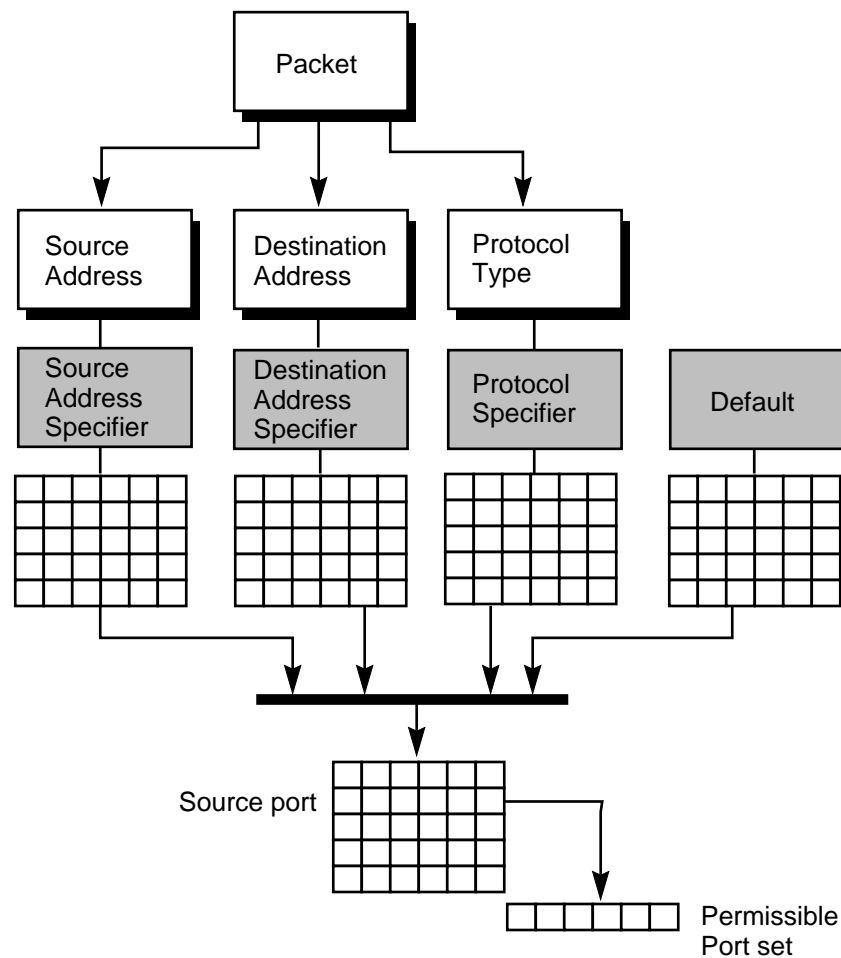 Packet
Source
Address
Destination
Address
Protocol
Type
Source
Address
Specifier
Destination
Address
Specifier
Protocol
Specifier
Default
Source port
Permissible
Port set